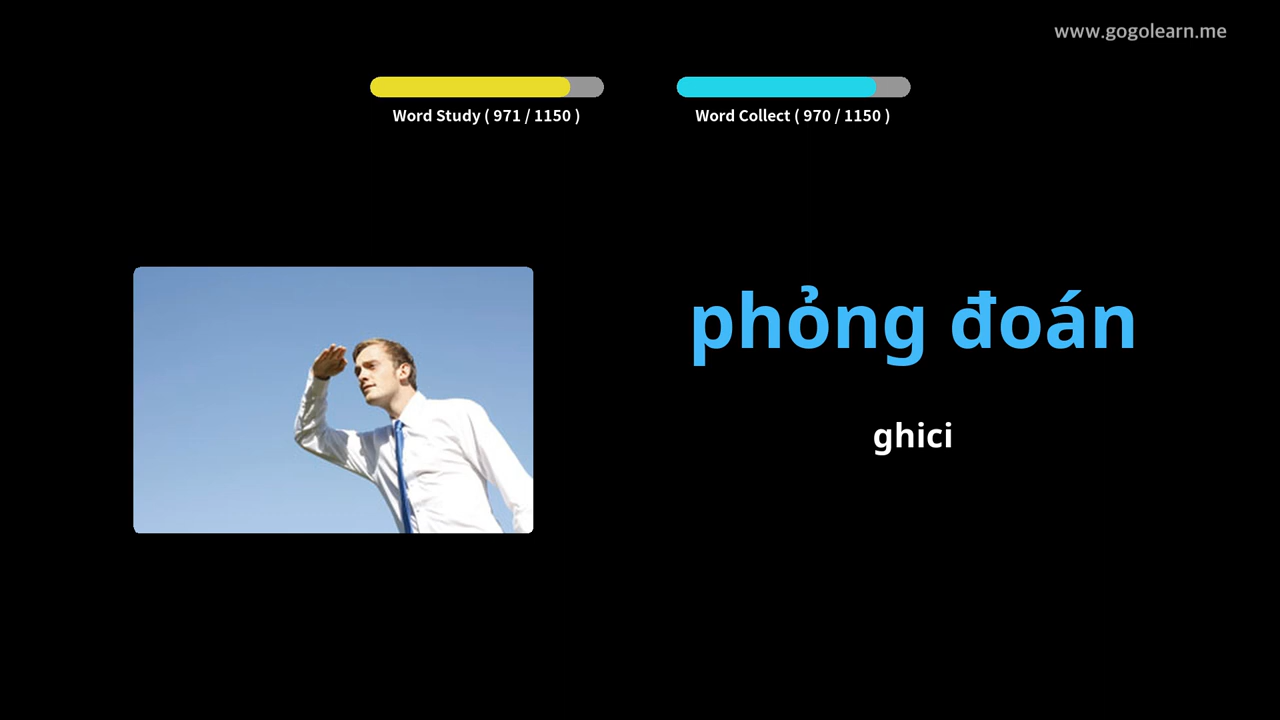 www.gogolearn.me
Word Study ( 971 / 1150 )
Word Collect ( 970 / 1150 )
phỏng đoán
ghici